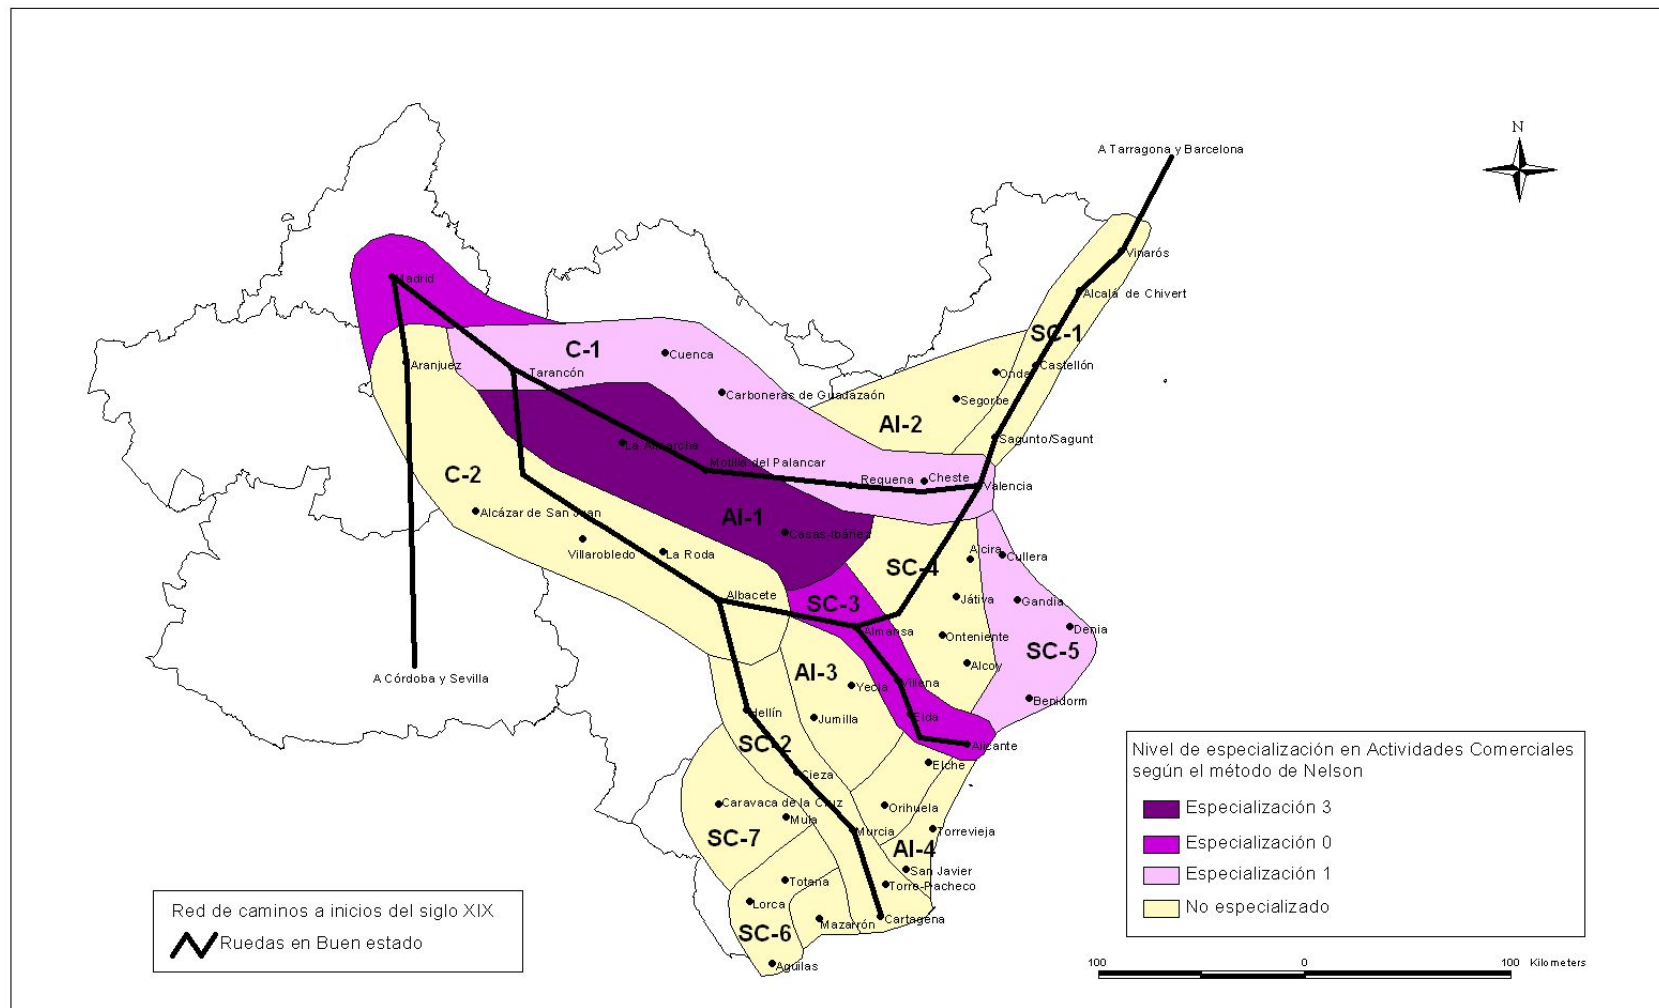 N
A Tarragona y Barcelona
Vinarós
Madrid
Alcalá de Chivert
SC-1
C-1
Cuenca
Aranjuez
Tarancón
Onda
Castellón
Carboneras de Guadazaón
Segorbe
AI-2
La Almarcha
Sagunto/Sagunt
Motilla del Palancar
C-2
Requena
Cheste
Valencia
Alcázar de San Juan
AI-1
Casas-Ibáñez
Villarobledo
La Roda
Alcira
Cullera
SC-4
Albacete
SC-3
Játiva
Gandia
Almansa
Denia
Onteniente
SC-5
A Córdoba y Sevilla
AI-3
Alcoy
Yecla
Villena
Benidorm
Hellín
Jumilla
Elda
SC-2
Alicante
Cieza
Elche
Caravaca de la Cruz
Orihuela
Mula
SC-7
Murcia
Torrevieja
AI-4
San Javier
Totana
Torre-Pacheco
Lorca
Mazarrón
Cartagena
SC-6
Aguilas
Nivel de especialización en Actividades Comerciales
según el método de Nelson
Especialización 3
Especialización 0
Especialización 1
No especializado
Red de caminos a inicios del siglo XIX
Ruedas en Buen estado
100 0 100 Kilometers